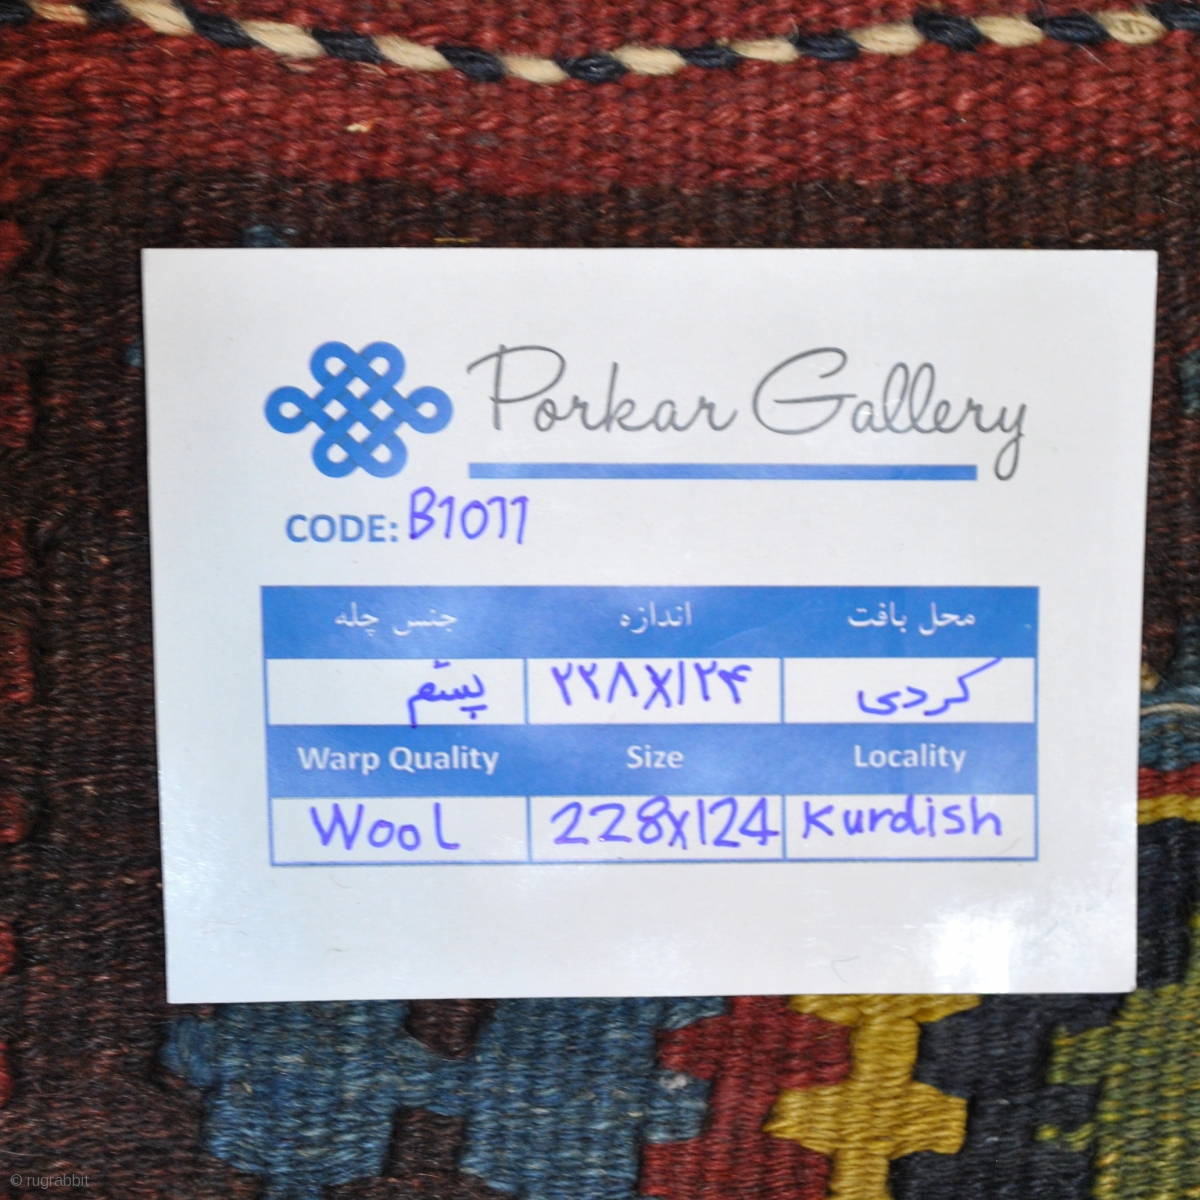 Porkar Gallery
CODE: B1011
محل بافت اندازه جنس چله
کردی ۲۲۸X۱۲۴ پشم
Warp Quality Size Locality
Wool 228x124 Kurdish
© rugrabbit